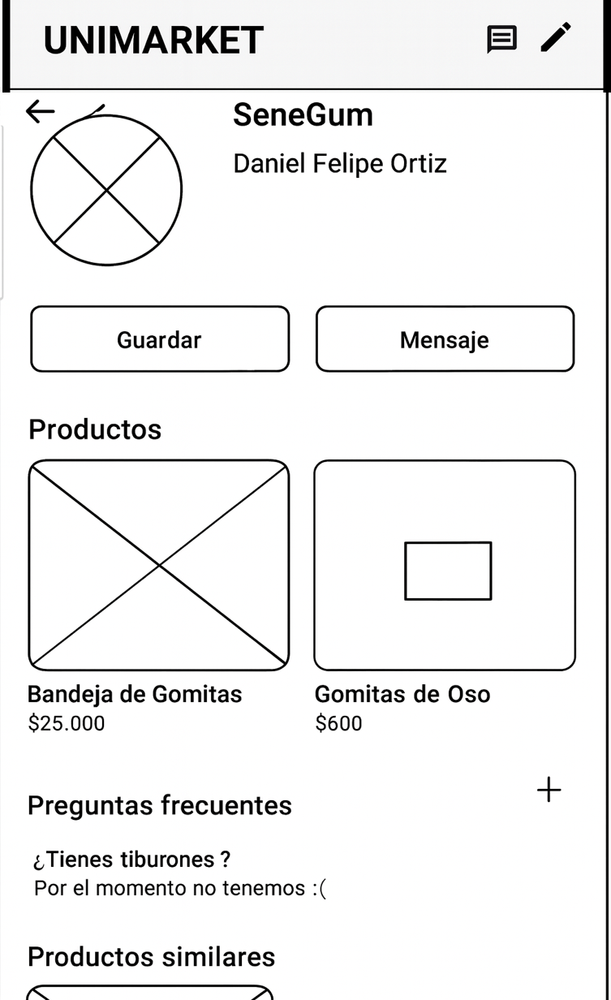 UNIMARKET
SeneGum
Daniel Felipe Ortiz
Guardar
Mensaje
Productos
Bandeja de Gomitas
$25.000
Gomitas de Oso
$600
Preguntas frecuentes
¿Tienes tiburones ?
Por el momento no tenemos :(
Productos similares